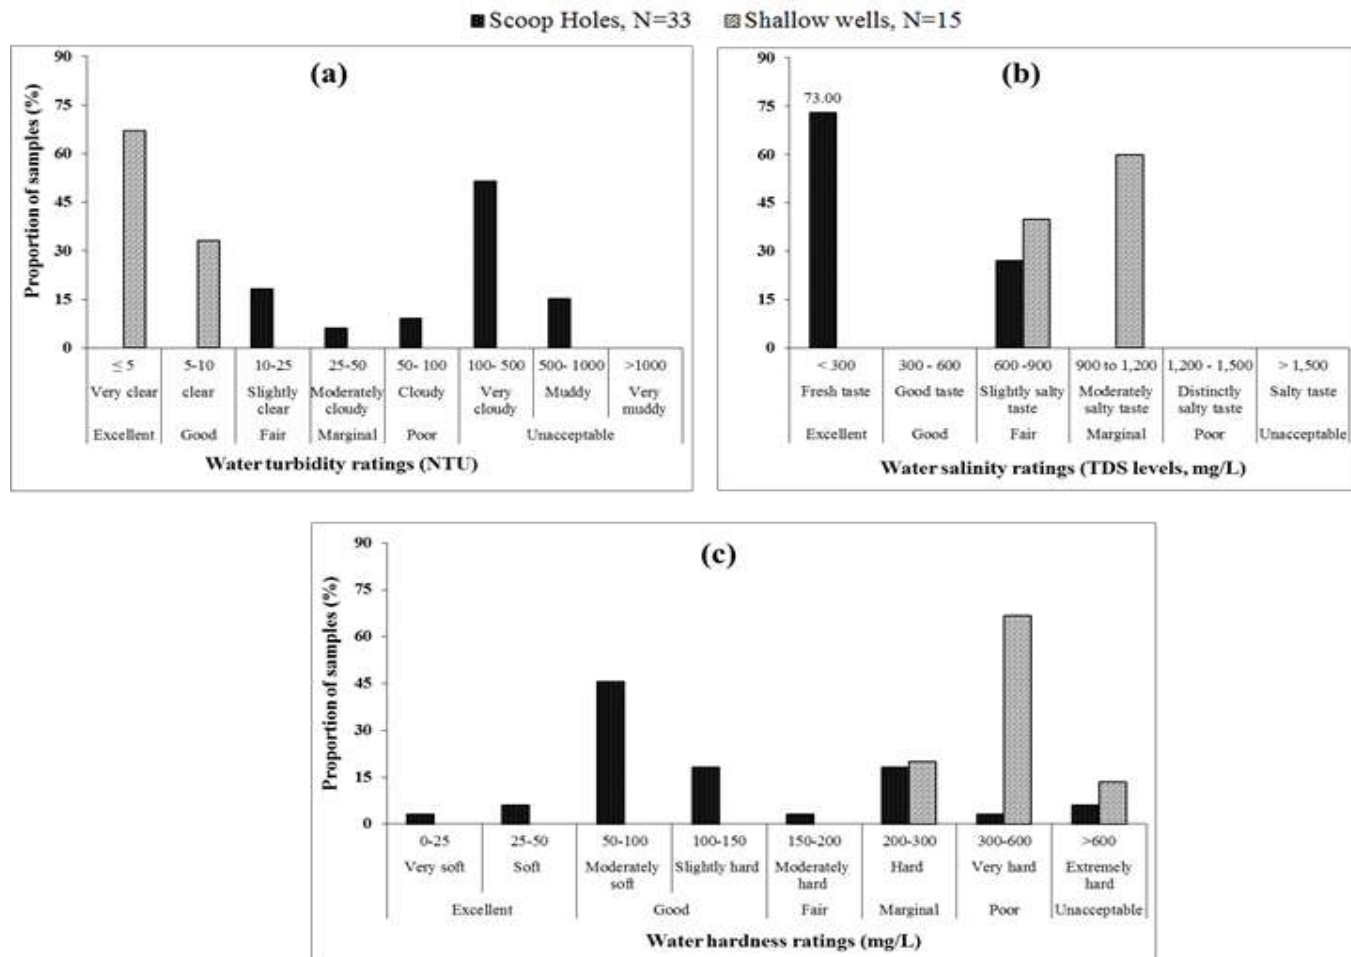 Scoop Holes, N=33 Shallow wells, N=15
(a)
Proportion of samples (%)
90
75
60
45
30
15
0
≤ 5 5-10 10-25 25-50 50- 100 100- 500 500- 1000 >1000
Very clear clear Slightly clear Moderately cloudy Cloudy Very cloudy Muddy Very muddy
Excellent Good Fair Marginal Poor Unacceptable
Water turbidity ratings (NTU)
(b)
90
75
60
45
30
15
0
73.00
< 300 300 - 600 600 -900 900 to 1,200 1,200 - 1,500 > 1,500
Fresh taste Good taste Slightly salty taste Moderately salty taste Distinctly salty taste Salty taste
Excellent Good Fair Marginal Poor Unacceptable
Water salinity ratings (TDS levels, mg/L)
(c)
Proportion of samples (%)
90
75
60
45
30
15
0
0-25 25-50 50-100 100-150 150-200 200-300 300-600 >600
Very soft Soft Moderately soft Slightly hard Moderately hard Hard Very hard Extremely hard
Excellent Good Fair Marginal Poor Unacceptable
Water hardness ratings (mg/L)